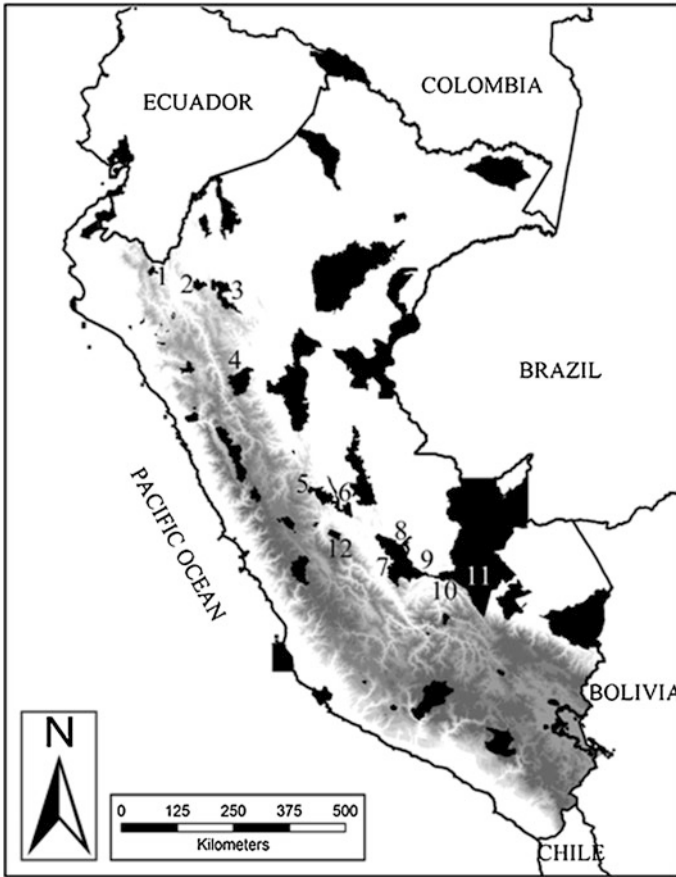 COLOMBIA
ECUADOR
1
2
3
4
BRAZIL
5
6
PACIFIC OCEAN
12
8
7
9
10
11
BOLIVIA
N
0 125 250 375 500
Kilometers
CHILE